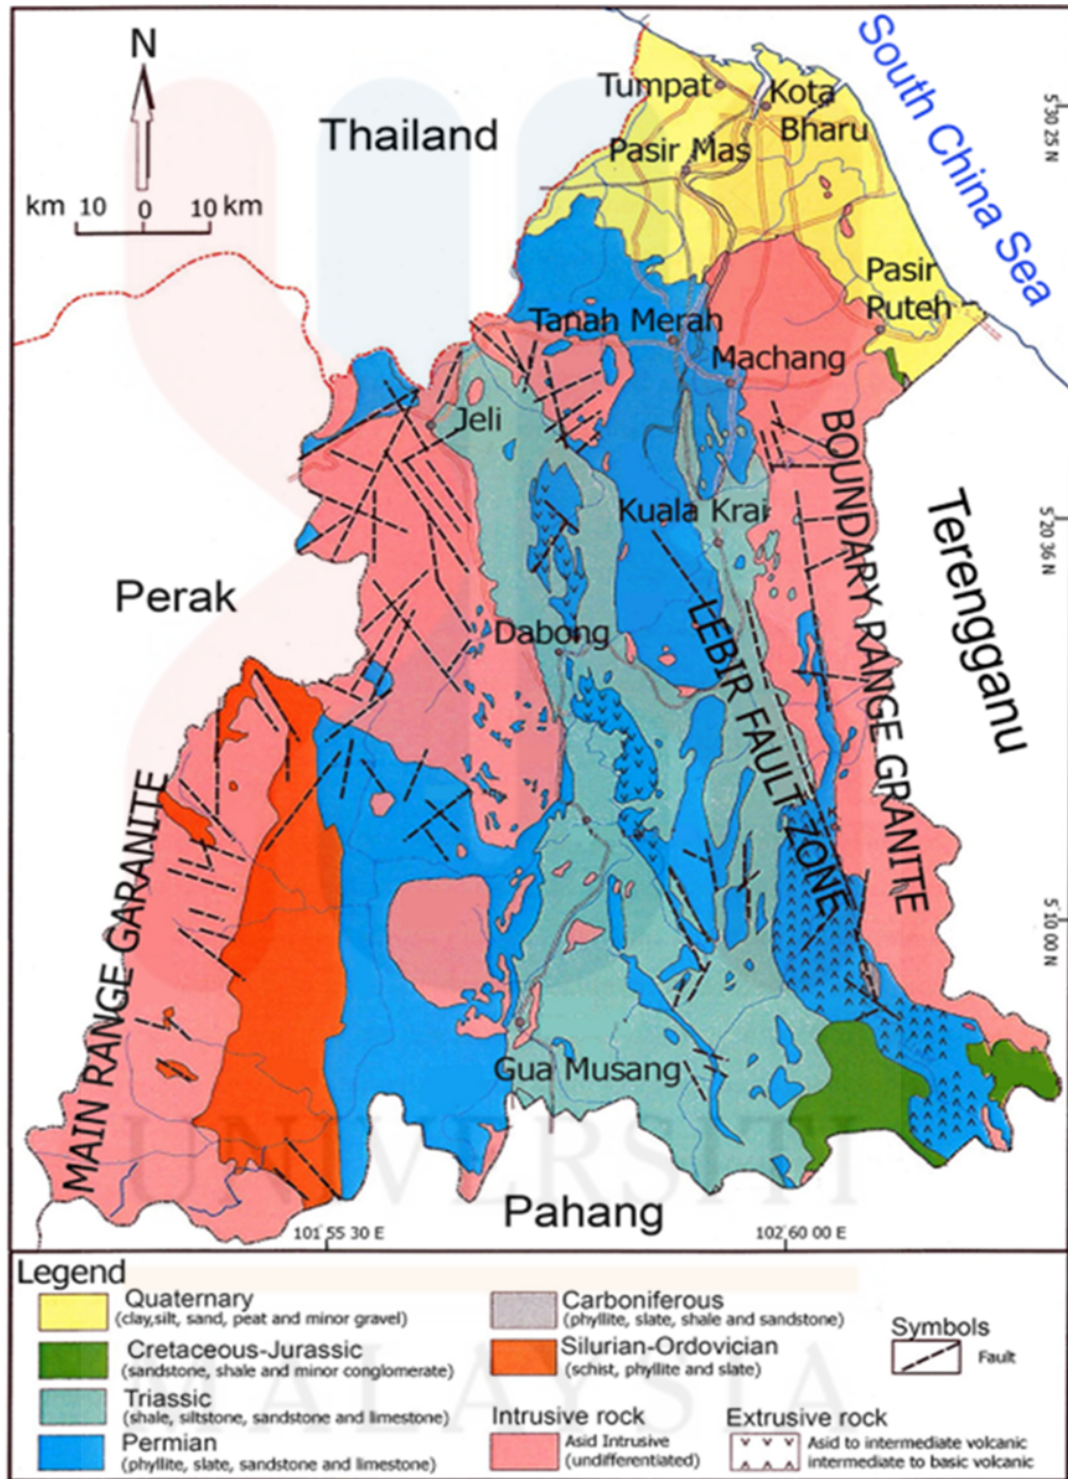 N
km 10 0 10 km
Thailand
South China Sea
Tumpat
Kota
Bharu
Pasir Mas
5 30 25 N
Pasir
Puteh
Tanah Merah
Machang
Jeli
Kuala Krai
5 20 36 N
Perak
Terengganu
Dabong
BOUNDARY RANGE GRANITE
LEBIR FAULT ZONE
MAIN RANGE GARANITE
5 10 00 N
Gua Musang
UNIVERSITI
Pahang
101 55 30 E
102 60 00 E
MALAYSIA
Legend
Quaternary
(clay,silt, sand, peat and minor gravel)
Cretaceous-Jurassic
(sandstone, shale and minor conglomerate)
Triassic
(shale, siltstone, sandstone and limestone)
Permian
(phyllite, slate, sandstone and limestone)
Carboniferous
(phyllite, slate, shale and sandstone)
Silurian-Ordovician
(schist, phyllite and slate)
Intrusive rock
Asid Intrusive
(undifferentiated)
Extrusive rock
Asid to intermediate volcanic
intermediate to basic volcanic
Symbols
Fault